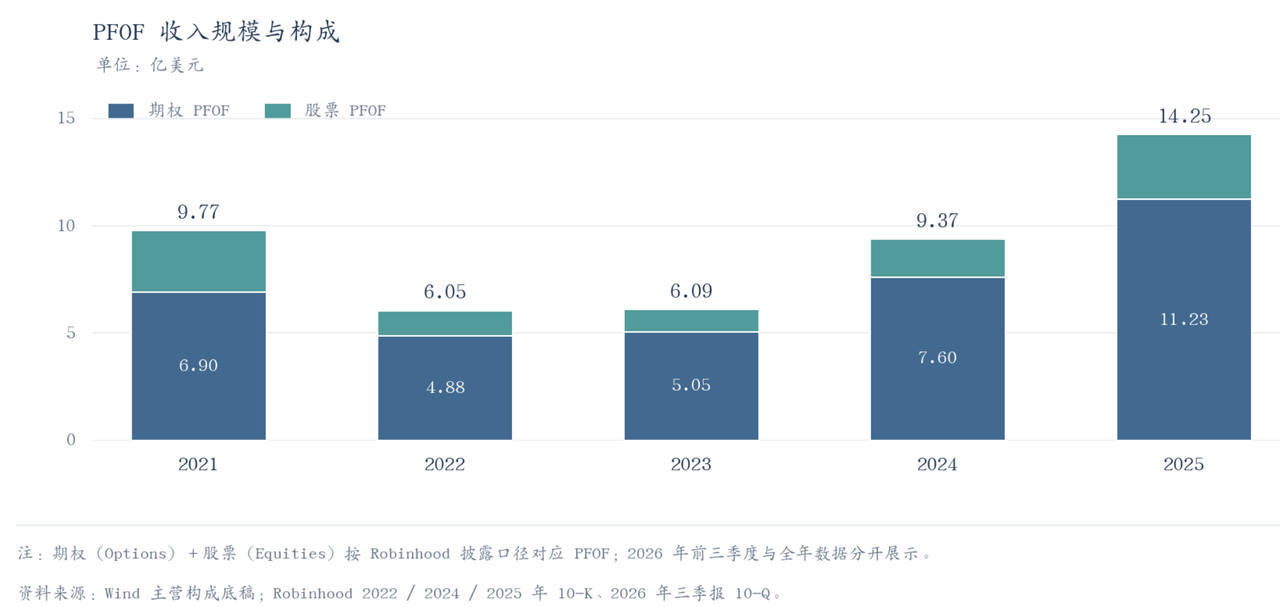 PFOF 收入规模与构成
单位：亿美元
期权 PFOF 股票 PFOF
15
10
5
0
9.77
6.05
6.09
9.37
14.25
6.90
4.88
5.05
7.60
11.23
2021 2022 2023 2024 2025
注：期权（Options）+股票（Equities）按 Robinhood 披露口径对应 PFOF；2026 年前三季度与全年数据分开展示。
资料来源：Wind 主营构成底稿；Robinhood 2022 / 2024 / 2025 年 10-K、2026 年三季报 10-Q。